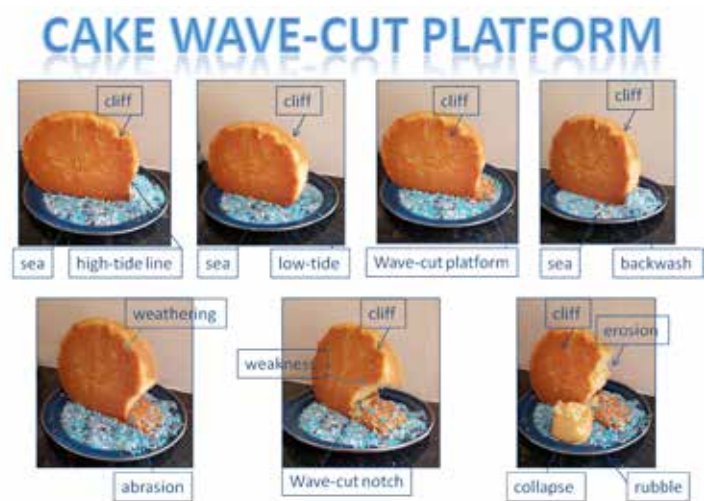 CAKE WAVE-CUT PLATFORM
cliff
cliff
cliff
cliff
sea
high-tide line
sea
low-tide
Wave-cut platform
sea
backwash
weathering
cliff
cliff
erosion
weakness
abrasion
Wave-cut notch
collapse
rubble